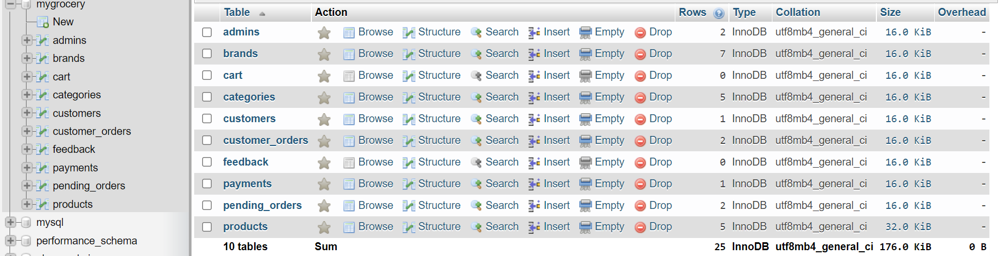 mygrocery
New
admins
brands
cart
categories
customers
customer_orders
feedback
payments
pending_orders
products
mysql
performance_schema
Table Action Rows Type Collation Size Overhead
admins Browse Structure Search Insert Empty Drop 2 InnoDB utf8mb4_general_ci 16.0 KiB -
brands Browse Structure Search Insert Empty Drop 7 InnoDB utf8mb4_general_ci 16.0 KiB -
cart Browse Structure Search Insert Empty Drop 0 InnoDB utf8mb4_general_ci 16.0 KiB -
categories Browse Structure Search Insert Empty Drop 5 InnoDB utf8mb4_general_ci 16.0 KiB -
customers Browse Structure Search Insert Empty Drop 1 InnoDB utf8mb4_general_ci 16.0 KiB -
customer_orders Browse Structure Search Insert Empty Drop 2 InnoDB utf8mb4_general_ci 16.0 KiB -
feedback Browse Structure Search Insert Empty Drop 0 InnoDB utf8mb4_general_ci 16.0 KiB -
payments Browse Structure Search Insert Empty Drop 1 InnoDB utf8mb4_general_ci 16.0 KiB -
pending_orders Browse Structure Search Insert Empty Drop 2 InnoDB utf8mb4_general_ci 16.0 KiB -
products Browse Structure Search Insert Empty Drop 5 InnoDB utf8mb4_general_ci 32.0 KiB -
10 tables Sum 25 InnoDB utf8mb4_general_ci 176.0 KiB 0 B